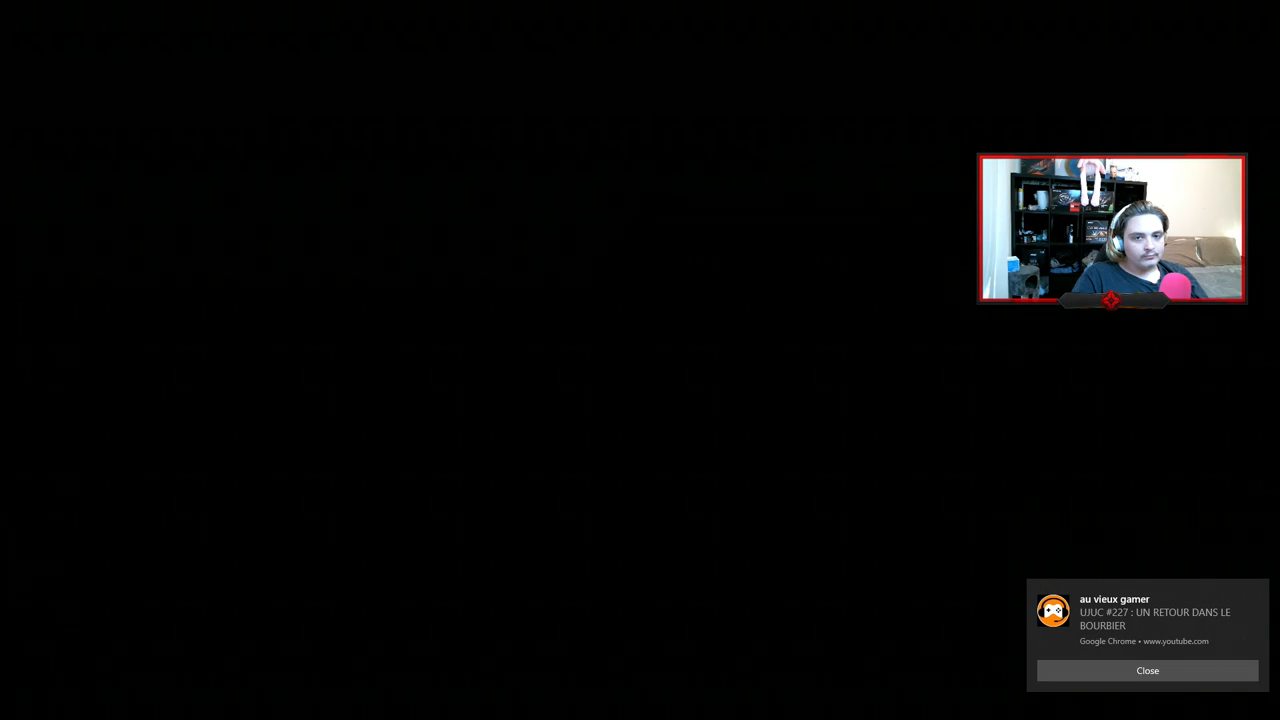 au vieux gamer
UJUC #227 : UN RETOUR DANS LE
BOURBIER
Google Chrome • www.youtube.com
Close